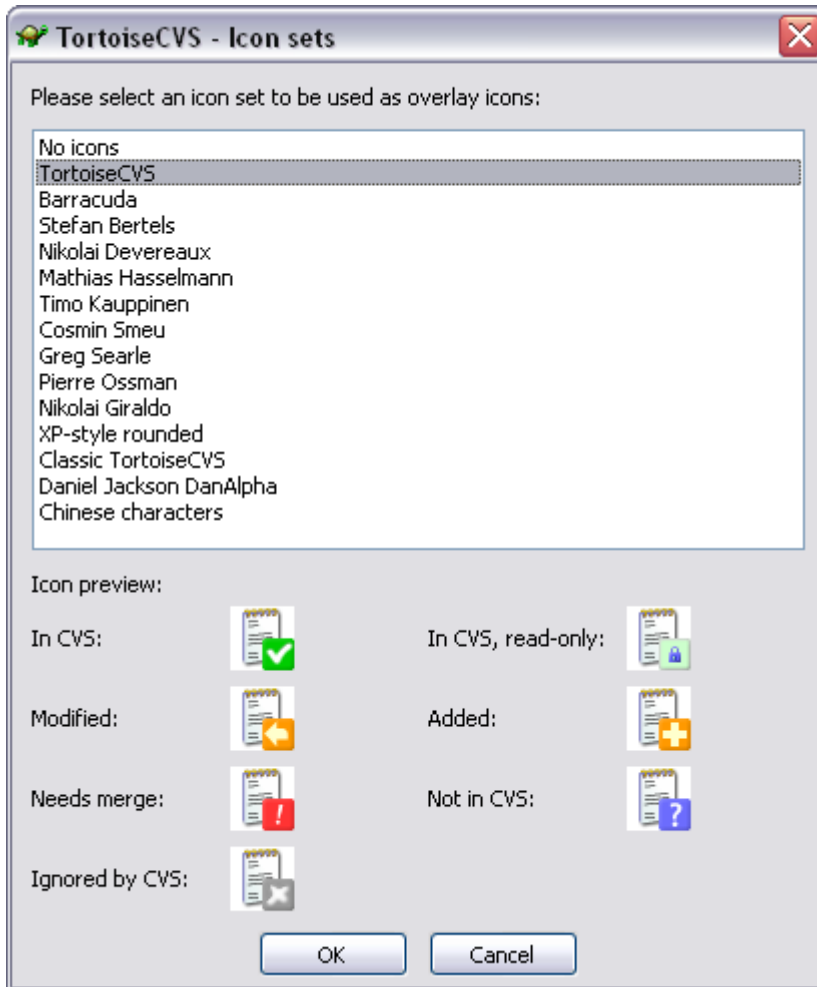 TortoiseCVS - Icon sets
Please select an icon set to be used as overlay icons:
No icons
TortoiseCVS
Barracuda
Stefan Bertels
Nikolai Devereaux
Mathias Hasselmann
Timo Kauppinen
Cosmin Smeu
Greg Searle
Pierre Ossman
Nikolai Giraldo
XP-style rounded
Classic TortoiseCVS
Daniel Jackson DanAlpha
Chinese characters
Icon preview:
In CVS: In CVS, read-only:
Modified: Added:
Needs merge: Not in CVS:
Ignored by CVS:
OK Cancel